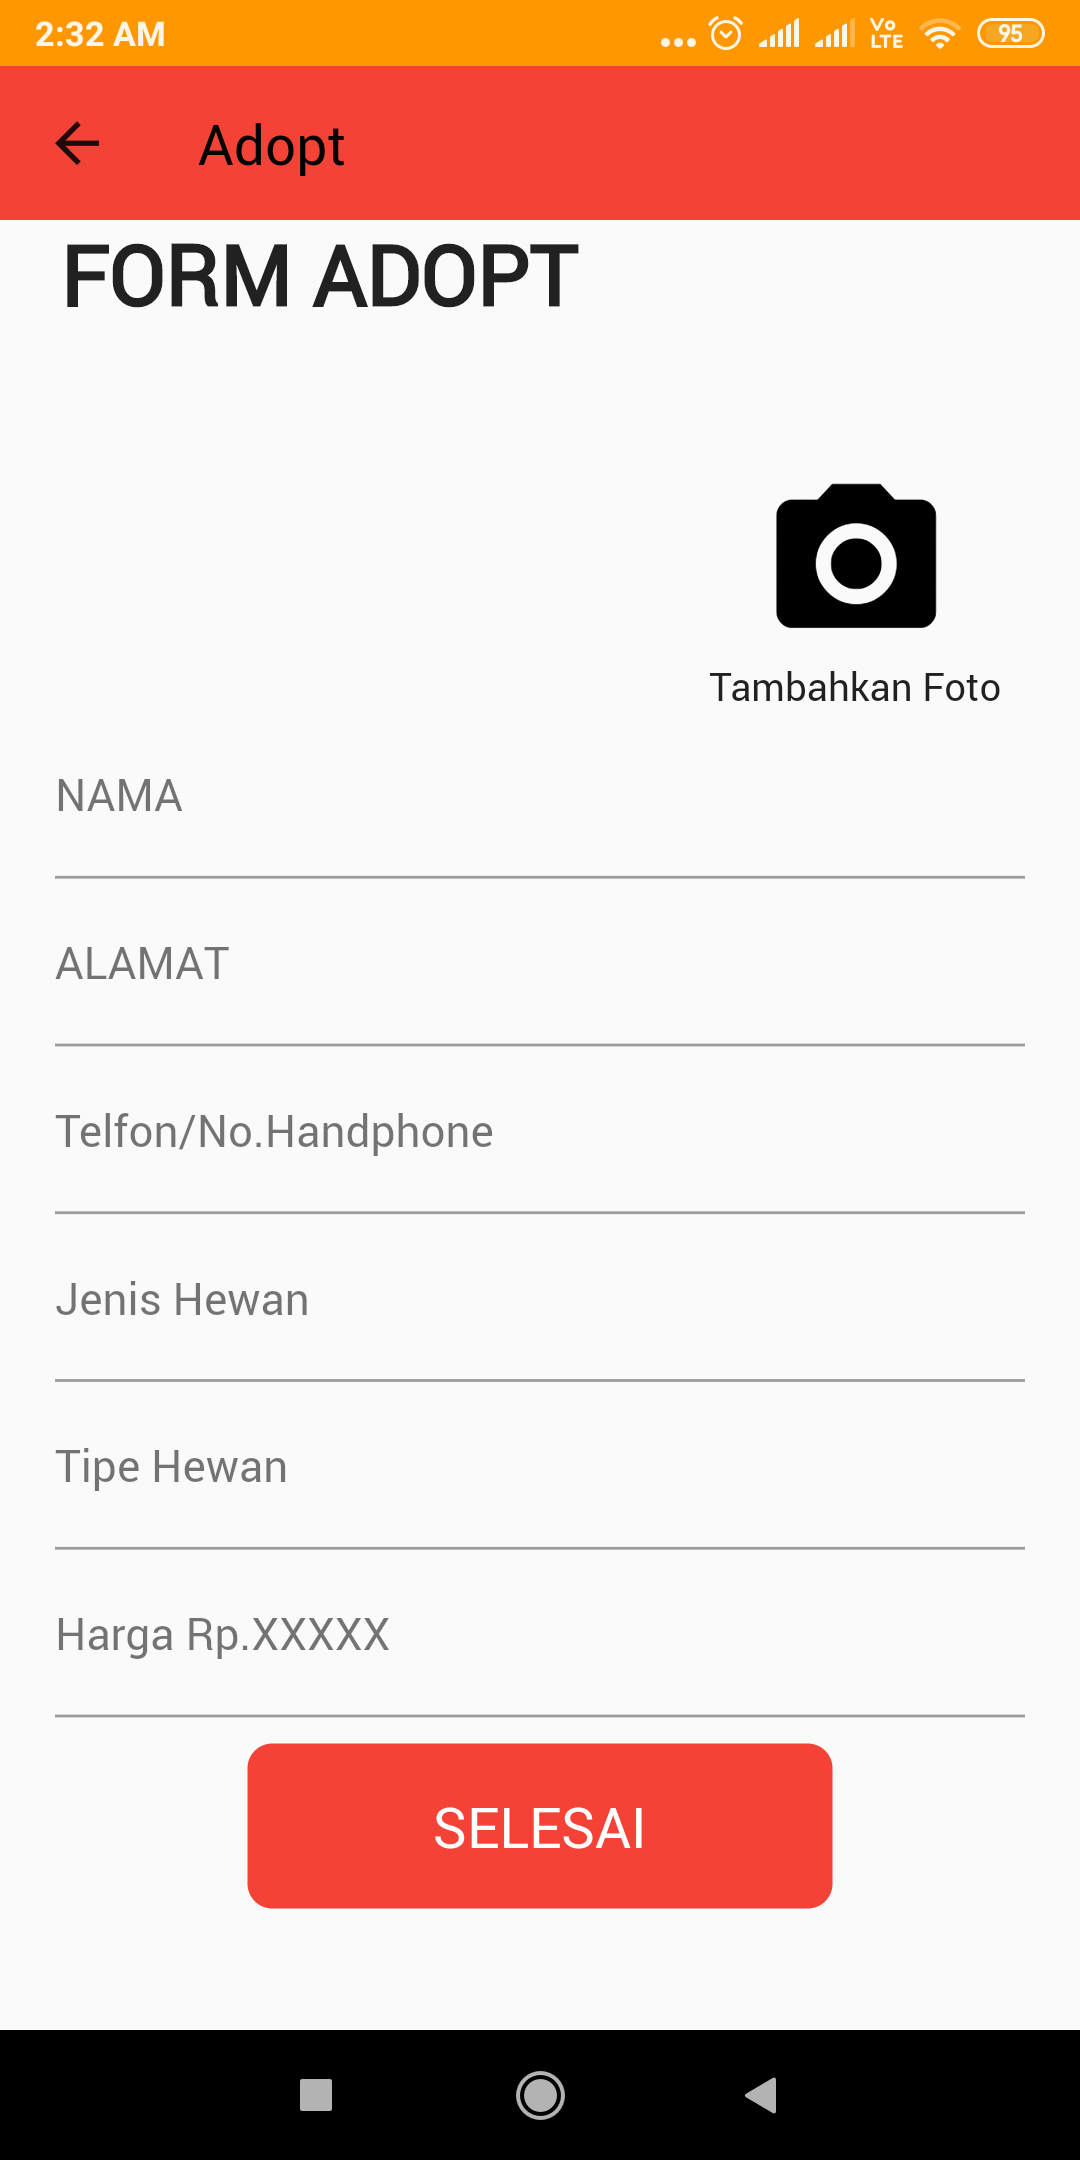 2:32 AM
Vo
LTE
95
Adopt
FORM ADOPT
Tambahkan Foto
NAMA
ALAMAT
Telfon/No.Handphone
Jenis Hewan
Tipe Hewan
Harga Rp.XXXXX
SELESAI